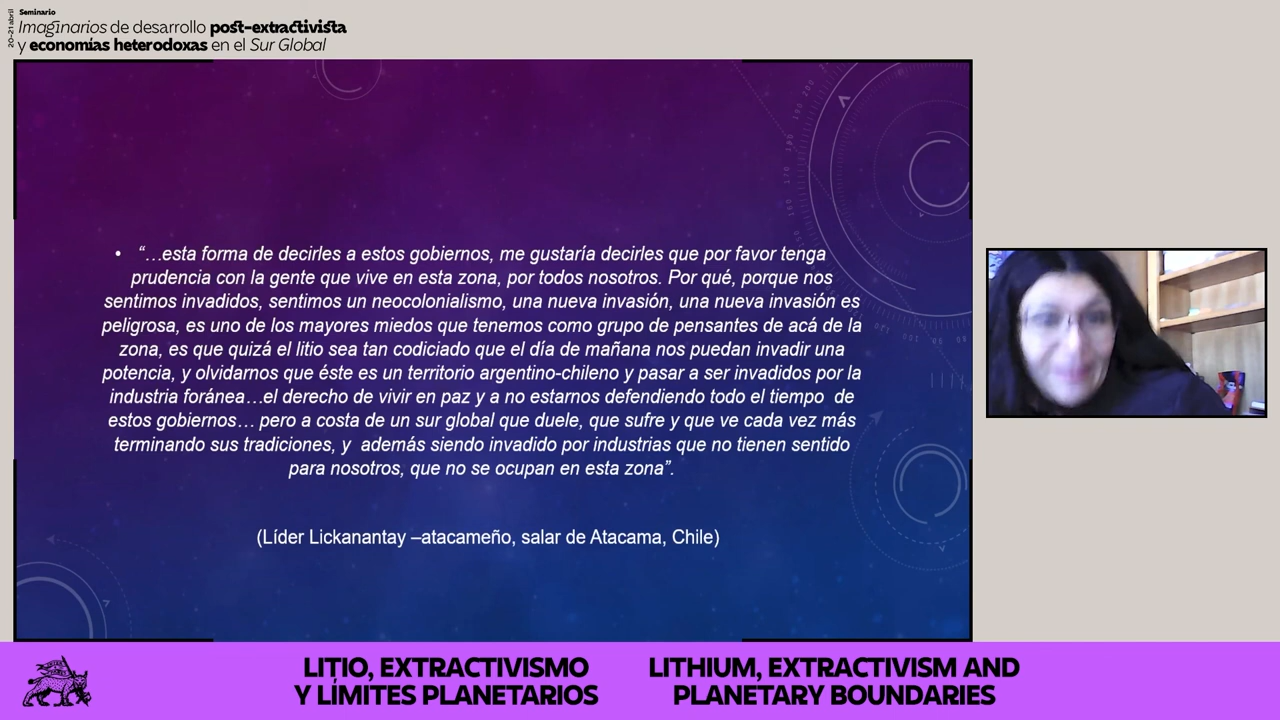 20-21 abril
Seminario
Imaginarios de desarrollo post-extractivista
y economías heterodoxas en el Sur Global
• “…esta forma de decirles a estos gobiernos, me gustaría decirles que por favor tenga
prudencia con la gente que vive en esta zona, por todos nosotros. Por qué, porque nos
sentimos invadidos, sentimos un neocolonialismo, una nueva invasión, una nueva invasión es
peligrosa, es uno de los mayores miedos que tenemos como grupo de pensantes de acá de la
zona, es que quizá el litio sea tan codiciado que el día de mañana nos puedan invadir una
potencia, y olvidarnos que éste es un territorio argentino-chileno y pasar a ser invadidos por la
industria foránea…el derecho de vivir en paz y a no estarnos defendiendo todo el tiempo de
estos gobiernos… pero a costa de un sur global que duele, que sufre y que ve cada vez más
terminando sus tradiciones, y además siendo invadido por industrias que no tienen sentido
para nosotros, que no se ocupan en esta zona”.
(Líder Lickanantay –atacameño, salar de Atacama, Chile)
LITIO, EXTRACTIVISMO
Y LÍMITES PLANETARIOS
LITHIUM, EXTRACTIVISM AND
PLANETARY BOUNDARIES